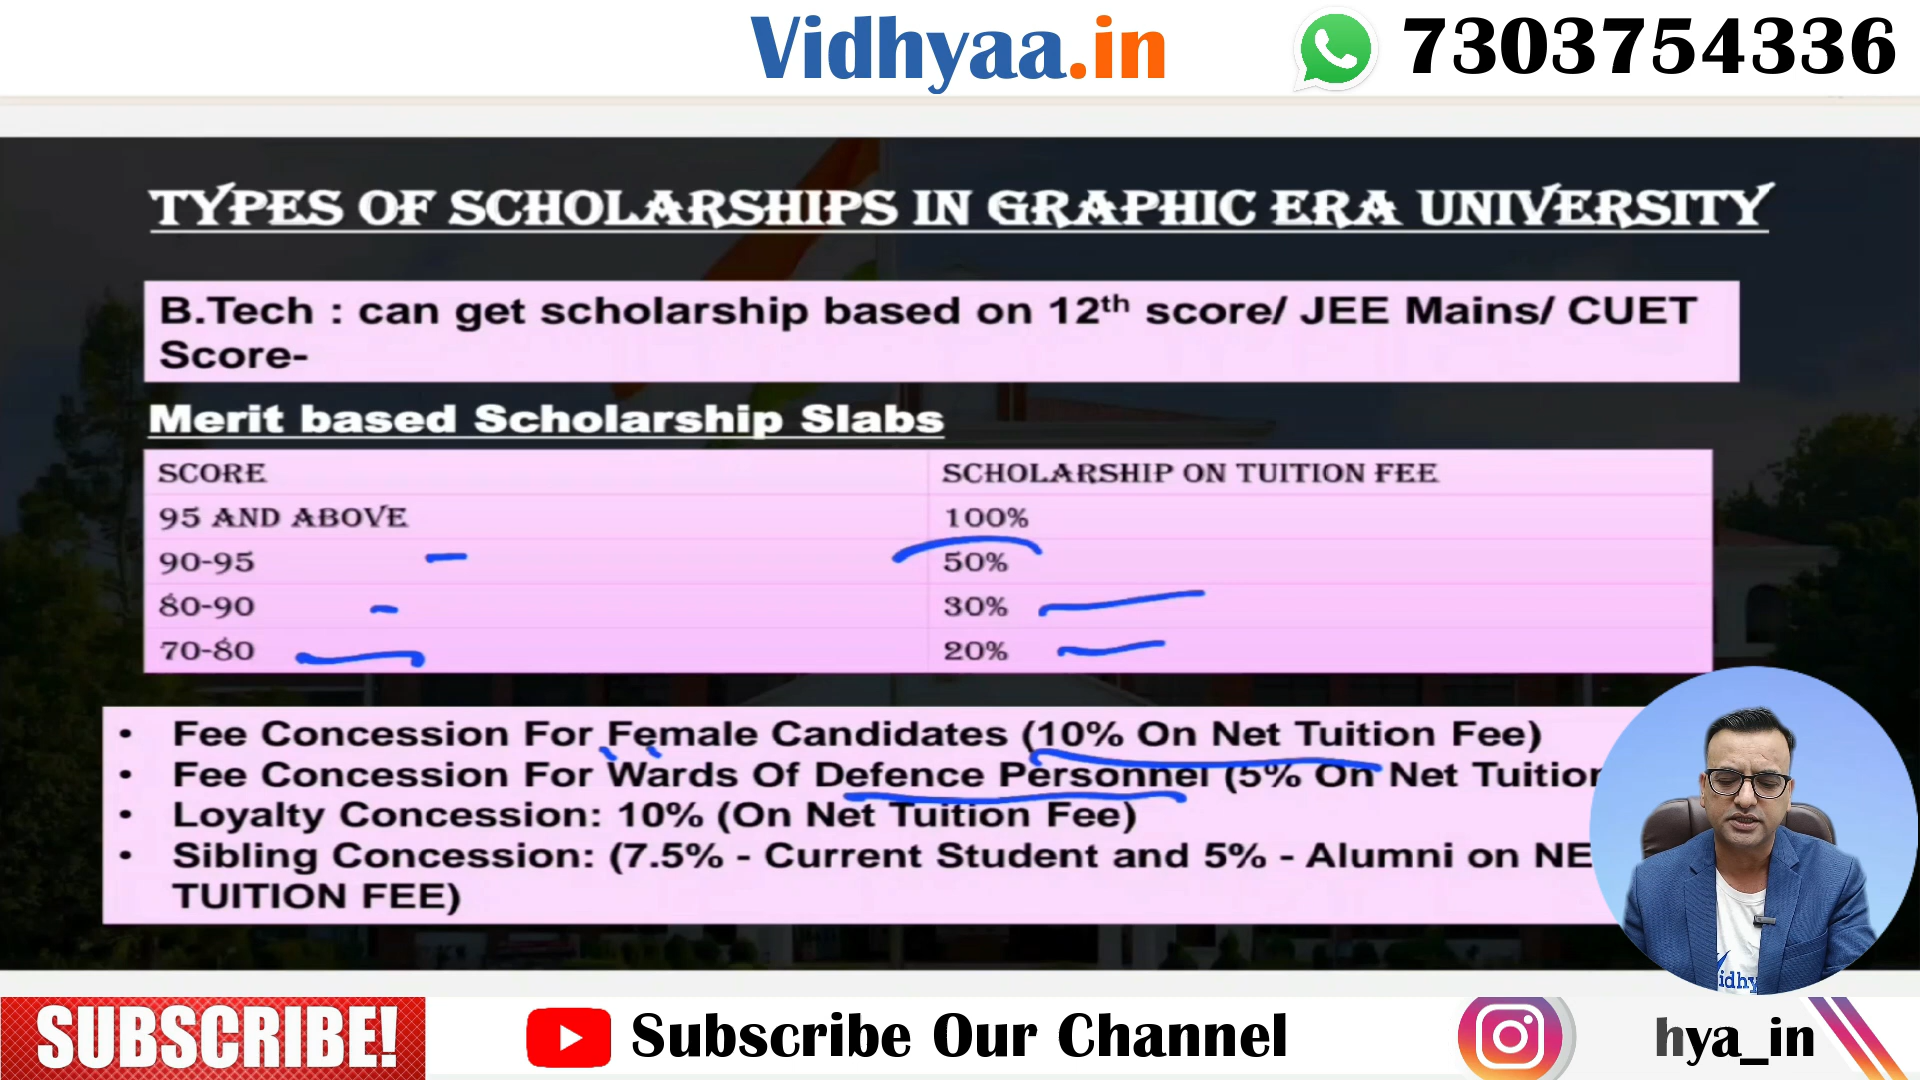 Vidhyaa.in
7303754336
TYPES OF SCHOLARSHIPS IN GRAPHIC ERA UNIVERSITY
B.Tech : can get scholarship based on 12th score/ JEE Mains/ CUET
Score-
Merit based Scholarship Slabs
SCORE SCHOLARSHIP ON TUITION FEE
95 AND ABOVE 100%
90-95 50%
80-90 30%
70-80 20%
• Fee Concession For Female Candidates (10% On Net Tuition Fee)
• Fee Concession For Wards Of Defence Personnel (5% On Net Tuition
• Loyalty Concession: 10% (On Net Tuition Fee)
• Sibling Concession: (7.5% - Current Student and 5% - Alumni on NE
TUITION FEE)
idhy
SUBSCRIBE!
Subscribe Our Channel
hya_in